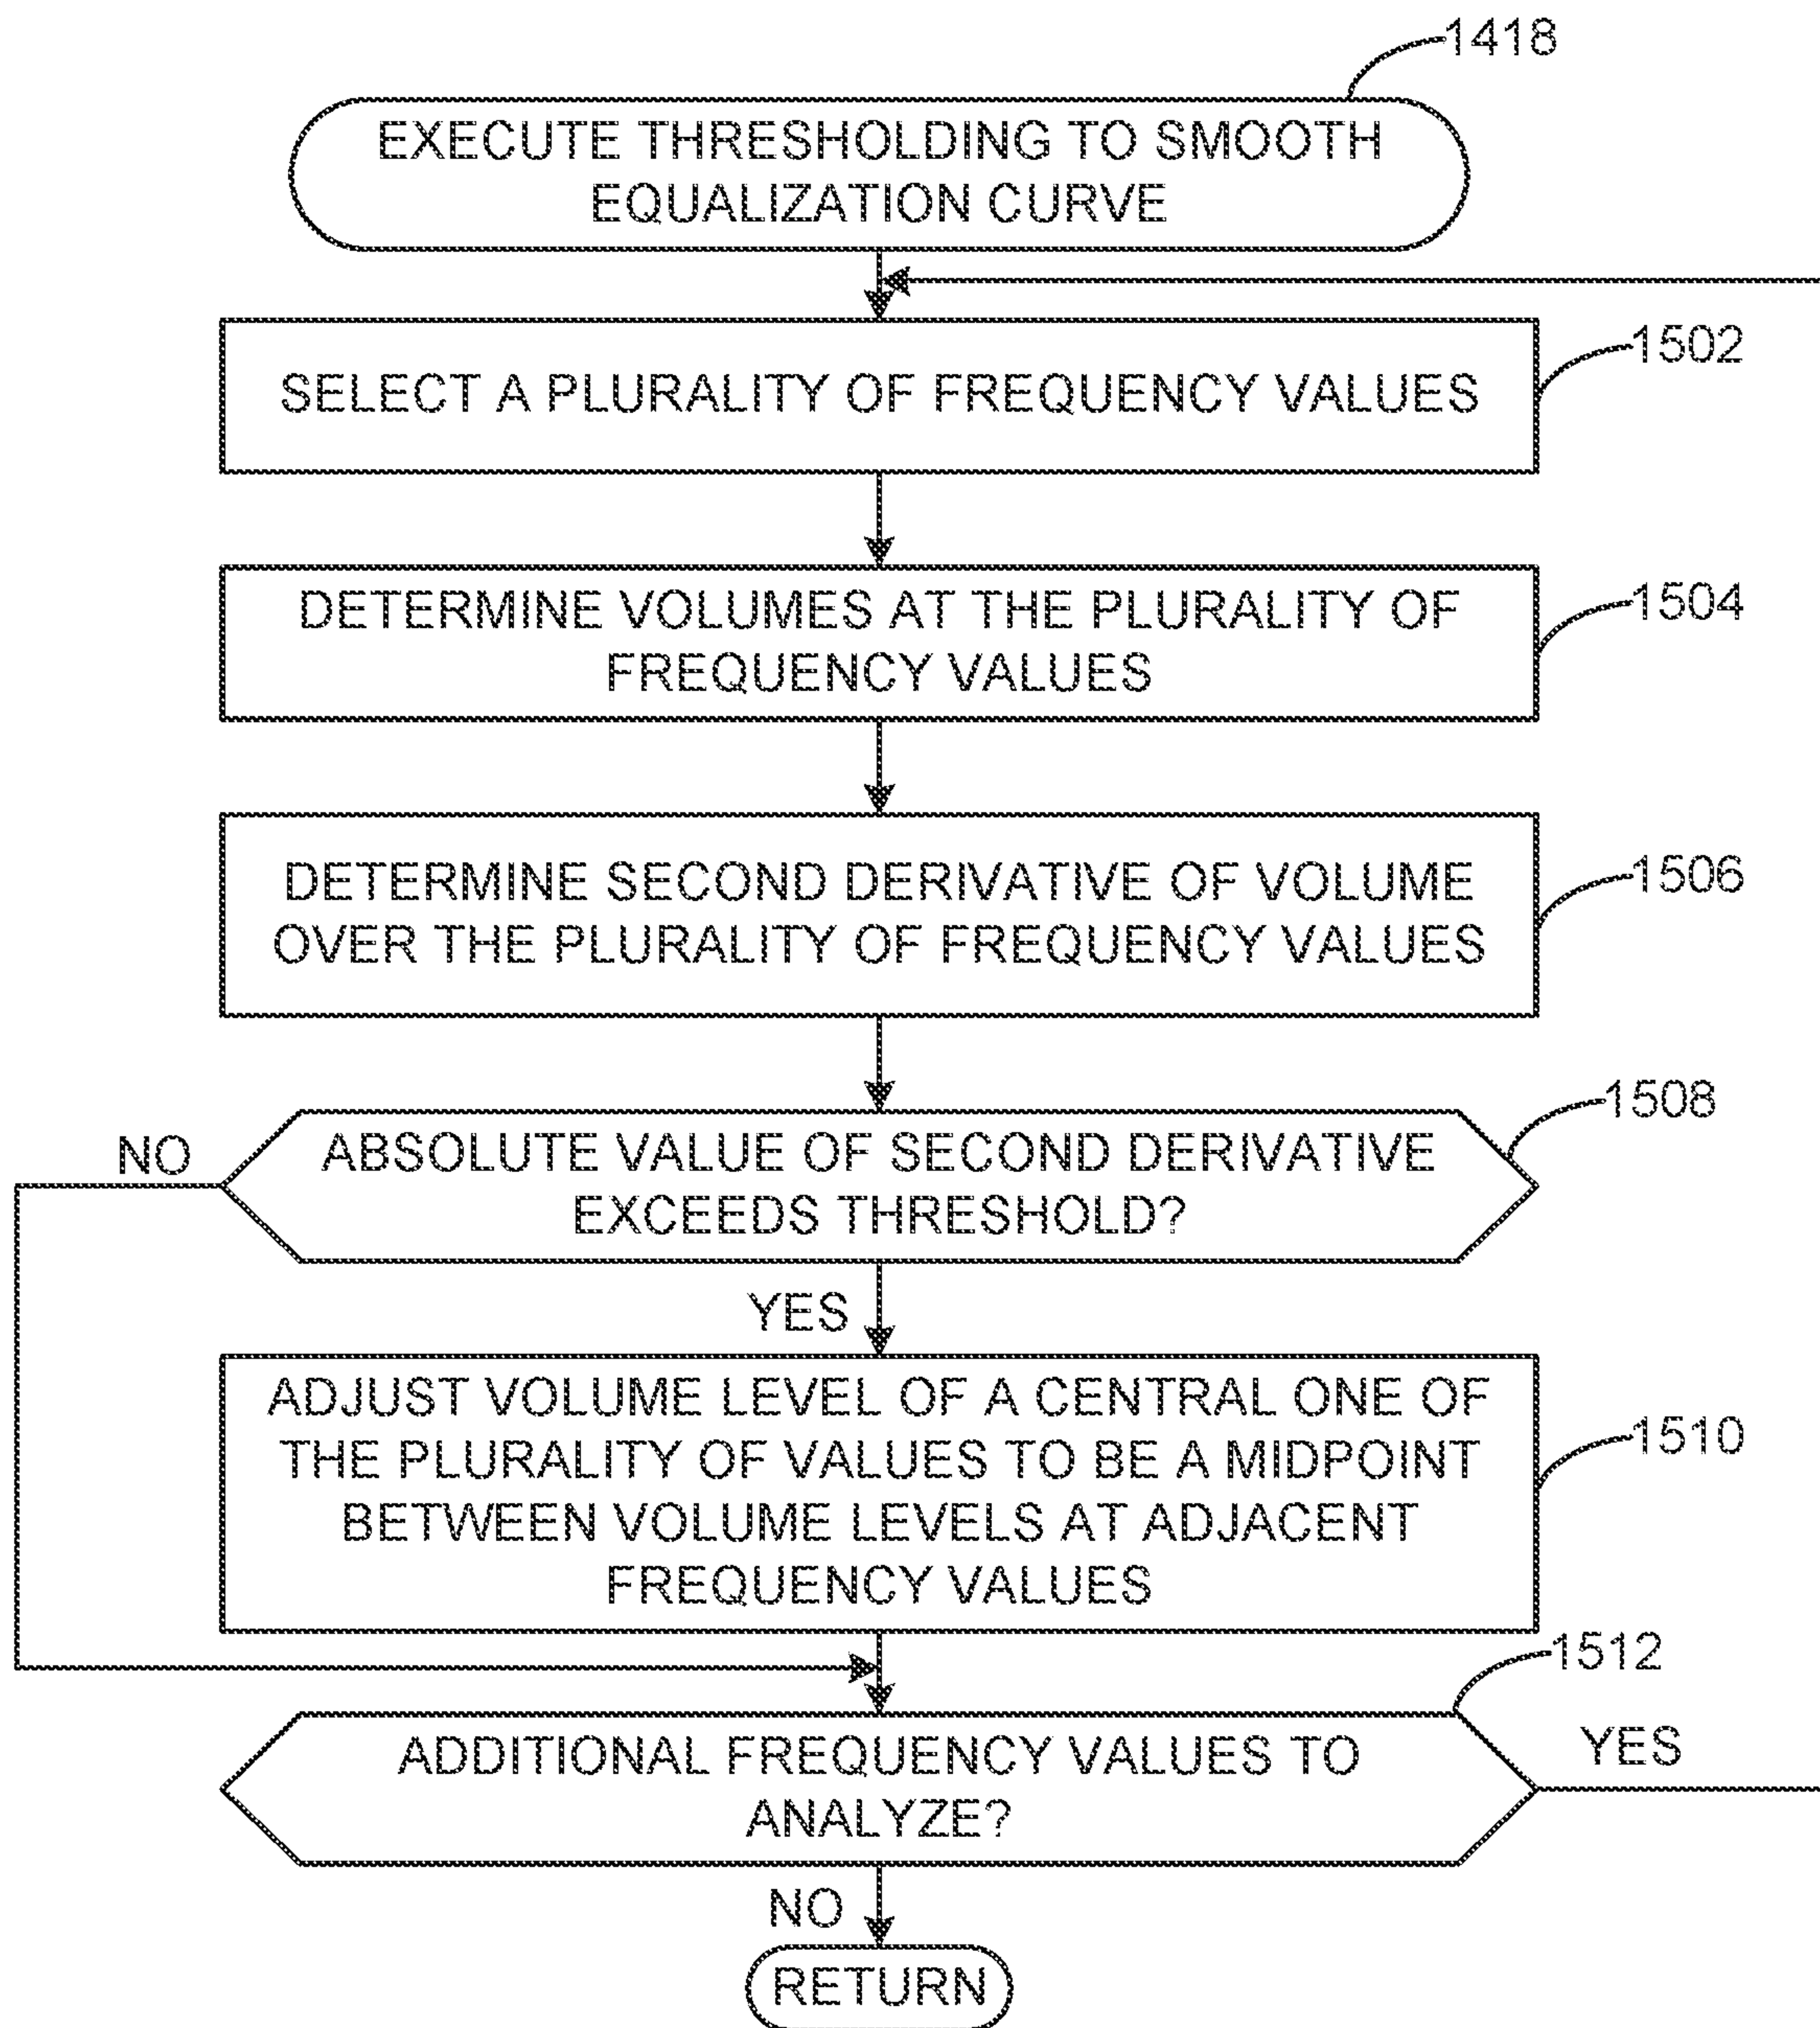 1418
EXECUTE THRESHOLDING TO SMOOTH
EQUALIZATION CURVE
1502
SELECT A PLURALITY OF FREQUENCY VALUES
1504
DETERMINE VOLUMES AT THE PLURALITY OF
FREQUENCY VALUES
1506
DETERMINE SECOND DERIVATIVE OF VOLUME
OVER THE PLURALITY OF FREQUENCY VALUES
1508
NO
ABSOLUTE VALUE OF SECOND DERIVATIVE
EXCEEDS THRESHOLD?
YES
ADJUST VOLUME LEVEL OF A CENTRAL ONE OF
THE PLURALITY OF VALUES TO BE A MIDPOINT
BETWEEN VOLUME LEVELS AT ADJACENT
FREQUENCY VALUES
1510
1512
ADDITIONAL FREQUENCY VALUES TO
ANALYZE?
YES
NO
RETURN